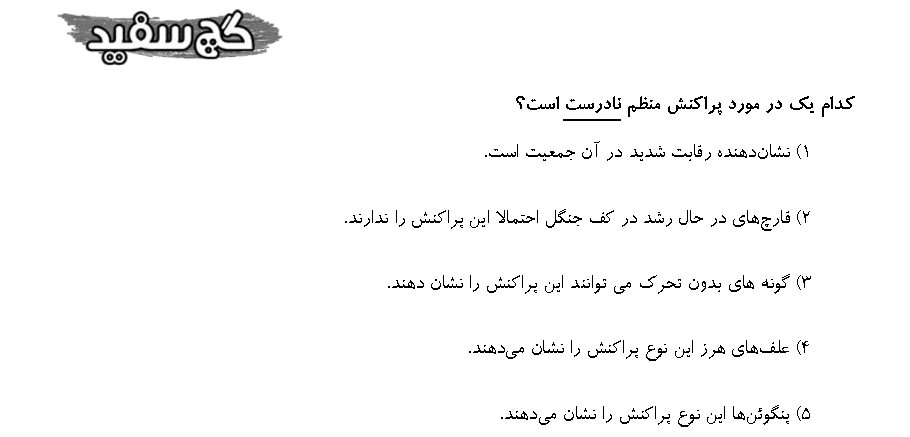 گچ سفید
کدام یک در مورد پراکنش منظم نادرست است؟
۱) نشان‌دهنده رقابت شدید در آن جمعیت است.
۲) قارچ‌های در حال رشد در کف جنگل احتمالا این پراکنش را ندارند.
۳) گونه های بدون تحرک می توانند این پراکنش را نشان دهند.
۴) علف‌های هرز این نوع پراکنش را نشان می‌دهند.
۵) پنگوئن‌ها این نوع پراکنش را نشان می‌دهند.